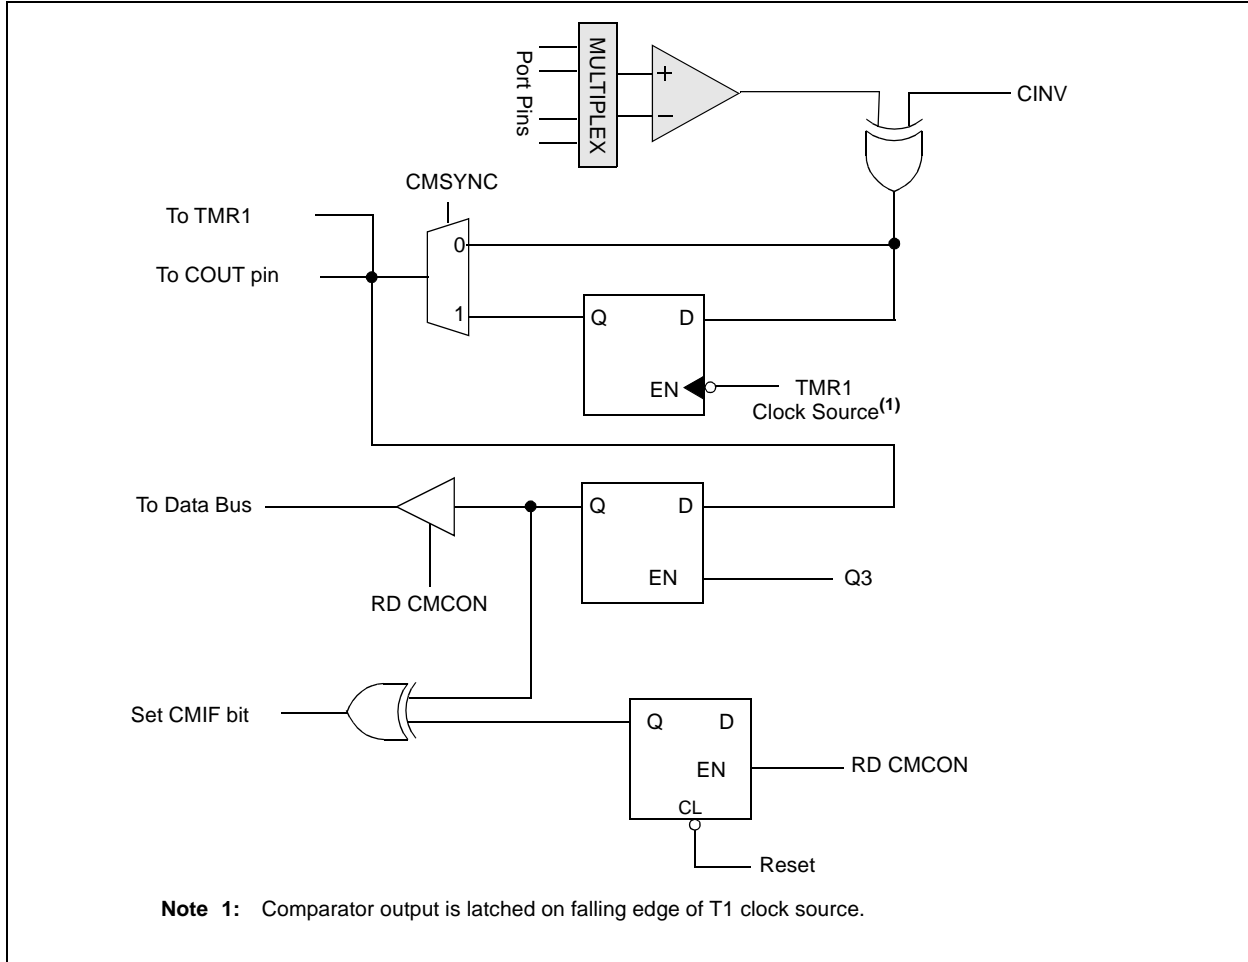 MULTIPLEX
Port Pins
+
−
CINV
CMSYNC
To TMR1
0
To COUT pin
1
Q D
EN
TMR1
Clock Source(1)
To Data Bus
Q D
EN
Q3
RD CMCON
Set CMIF bit
Q D
EN
RD CMCON
CL
Reset
Note 1: Comparator output is latched on falling edge of T1 clock source.